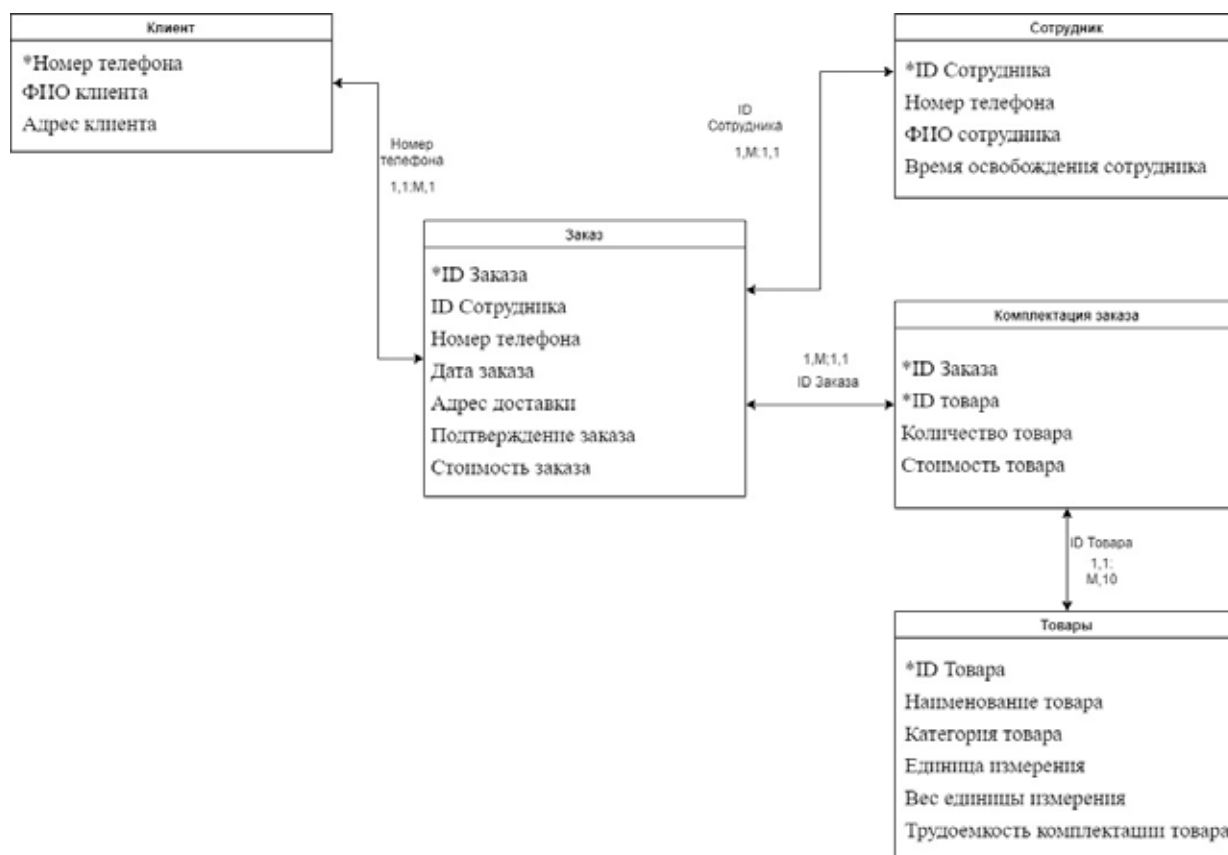 Клиент
*Номер телефона
ФИО клиента
Адрес клиента
Номер
телефона
1,1:M,1
Сотрудник
*ID Сотрудника
Номер телефона
ФИО сотрудника
Время освобождения сотрудника
ID
Сотрудника
1,M:1,1
Заказ
*ID Заказа
ID Сотрудника
Номер телефона
Дата заказа
Адрес доставки
Подтверждение заказа
Стоимость заказа
1,M;1,1
ID Заказа
Комплектация заказа
*ID Заказа
*ID товара
Количество товара
Стоимость товара
ID Товара
1,1:
M,10
Товары
*ID Товара
Наименование товара
Категория товара
Единица измерения
Вес единицы измерения
Трудоемкость комплектации товара